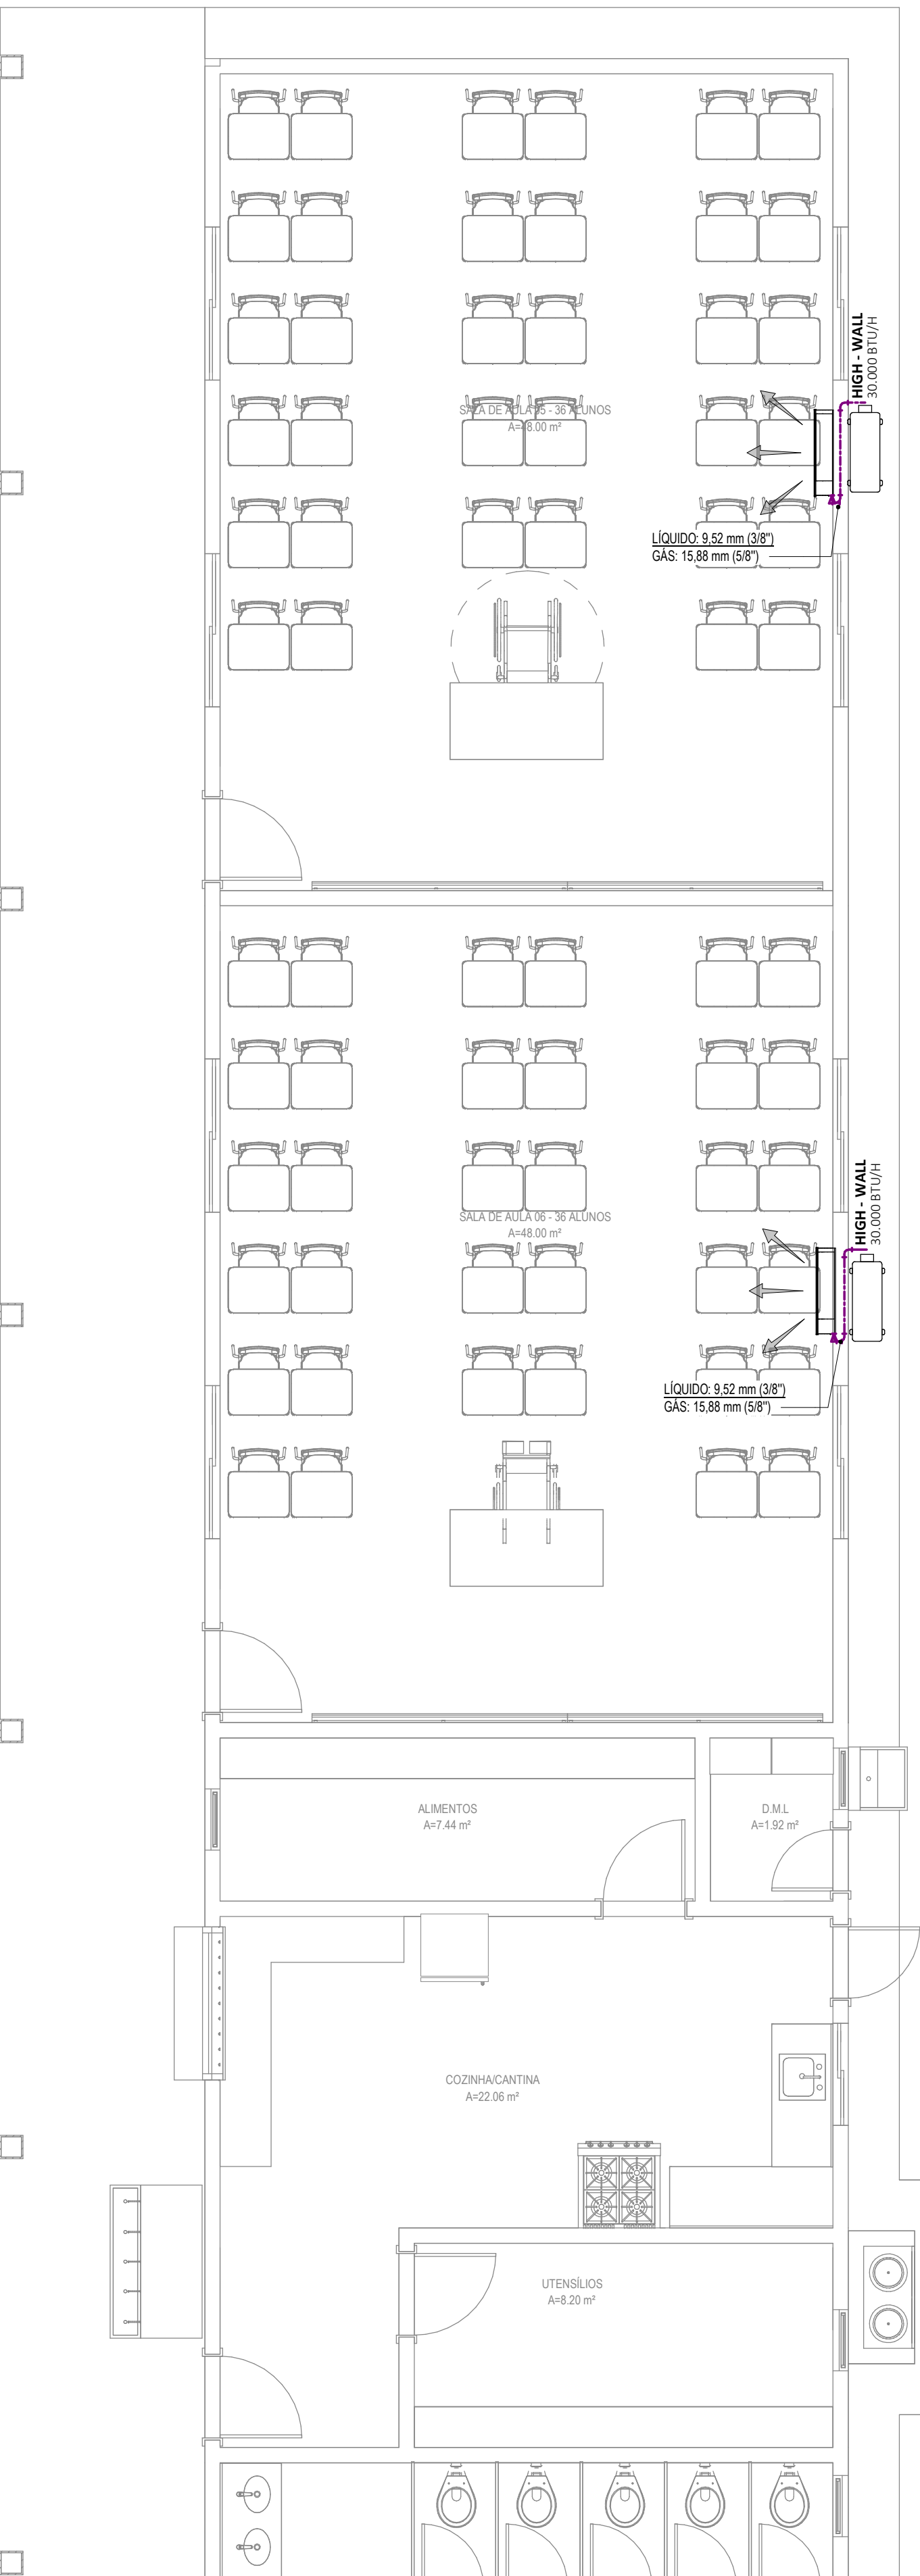 HIGH - WALL
30.000 BTU/H
SALA DE AULA 05 - 36 ALUNOS
A=48.00 m²
LÍQUIDO: 9,52 mm (3/8")
GÁS: 15,88 mm (5/8")
HIGH - WALL
30.000 BTU/H
SALA DE AULA 06 - 36 ALUNOS
A=48.00 m²
LÍQUIDO: 9,52 mm (3/8")
GÁS: 15,88 mm (5/8")
ALIMENTOS
A=7.44 m²
D.M.L
A=1.92 m²
COZINHA/CANTINA
A=22.06 m²
UTENSÍLIOS
A=8.20 m²